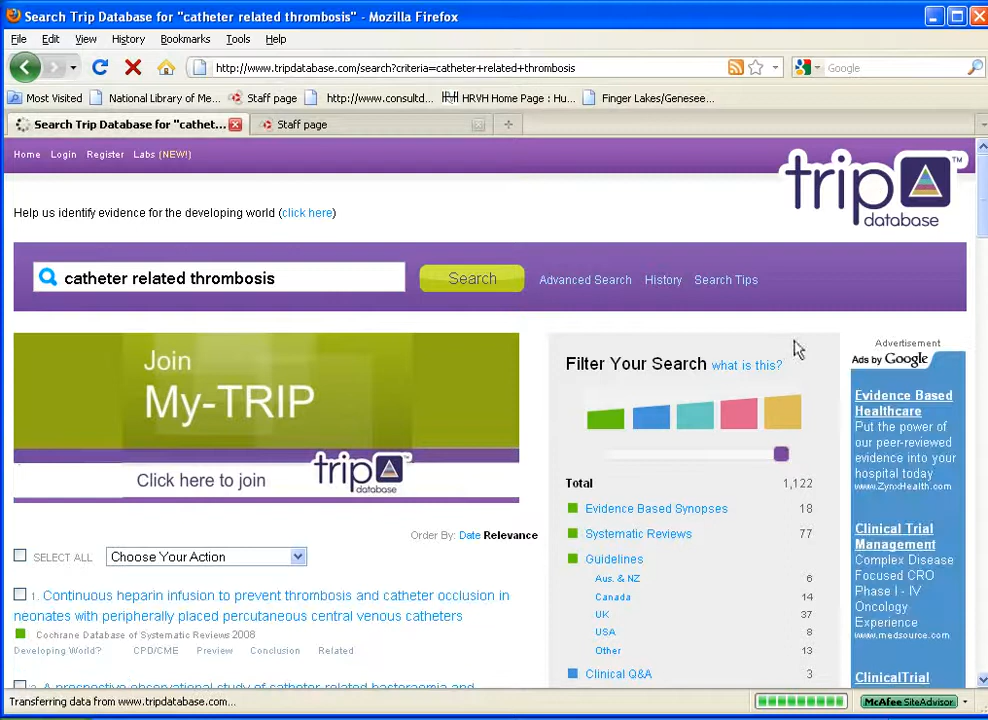 Search Trip Database for "catheter related thrombosis" - Mozilla Firefox
File Edit View History Bookmarks Tools Help
http://www.tripdatabase.com/search?criteria=catheter+related+thrombosis
Google
Most Visited National Library of Me... Staff page http://www.consultd... HRVH Home Page : Hu... Finger Lakes/Genesee...
Search Trip Database for "cathet... Staff page
Home Login Register Labs (NEW!)
trip database™
Help us identify evidence for the developing world (click here)
catheter related thrombosis
Search
Advanced Search History Search Tips
Join
My-TRIP
Click here to join
trip database
Order By: Date Relevance
SELECT ALL Choose Your Action
1. Continuous heparin infusion to prevent thrombosis and catheter occlusion in
neonates with peripherally placed percutaneous central venous catheters
Cochrane Database of Systematic Reviews 2008
Developing World? CPD/CME Preview Conclusion Related
2. A prospective observational study of catheter-related bacteraemia and
Filter Your Search what is this?
Total 1,122
Evidence Based Synopses 18
Systematic Reviews 77
Guidelines
Aus. & NZ 6
Canada 14
UK 37
USA 8
Other 13
Clinical Q&A 3
Advertisement
Ads by Google
Evidence Based
Healthcare
Put the power of
our peer-reviewed
evidence into your
hospital today
www.ZynxHealth.com
Clinical Trial
Management
Complex Disease
Focused CRO
Phase I - IV
Oncology
Experience
www.medsource.com
ClinicalTrial
Transferring data from www.tripdatabase.com...
McAfee SiteAdvisor